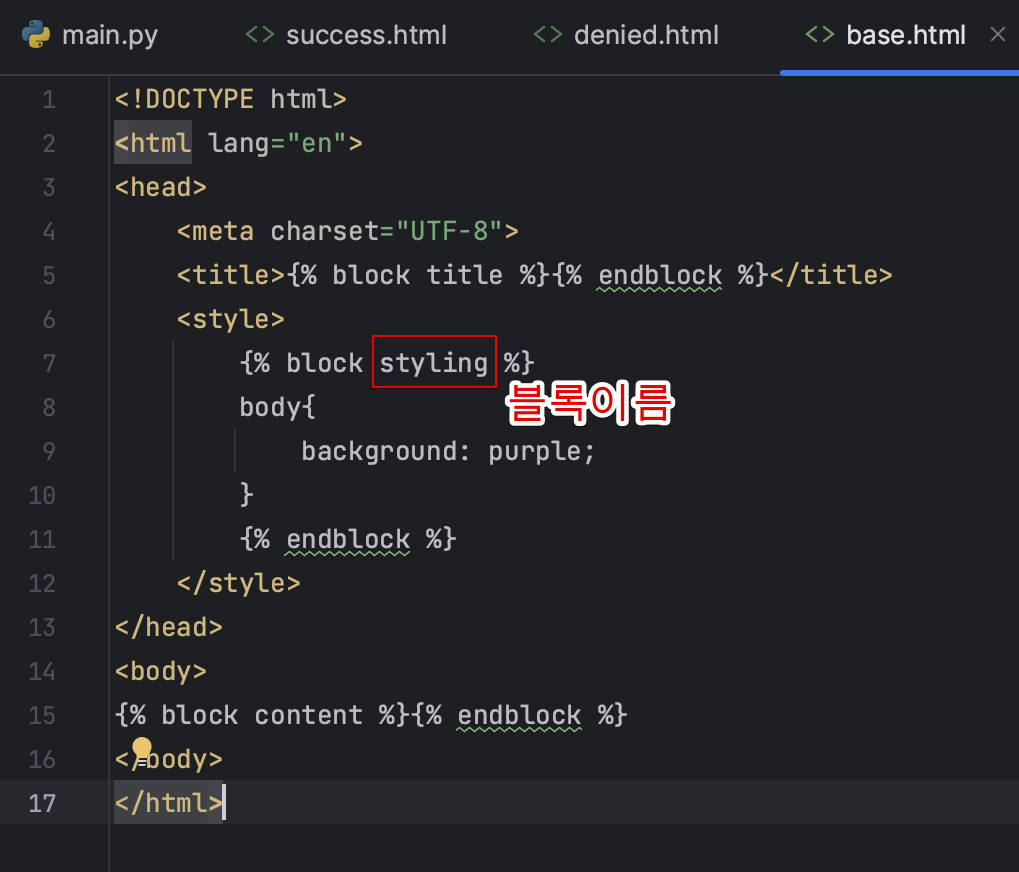 main.py <> success.html <> denied.html <> base.html ×
1 <!DOCTYPE html>
2 <html lang="en">
3 <head>
4     <meta charset="UTF-8">
5     <title>{% block title %}{% endblock %}</title>
6     <style>
7         {% block styling %}
블록이름
8         body{
9             background: purple;
10         }
11         {% endblock %}
12     </style>
13 </head>
14 <body>
15 {% block content %}{% endblock %}
16 </body>
17 </html>